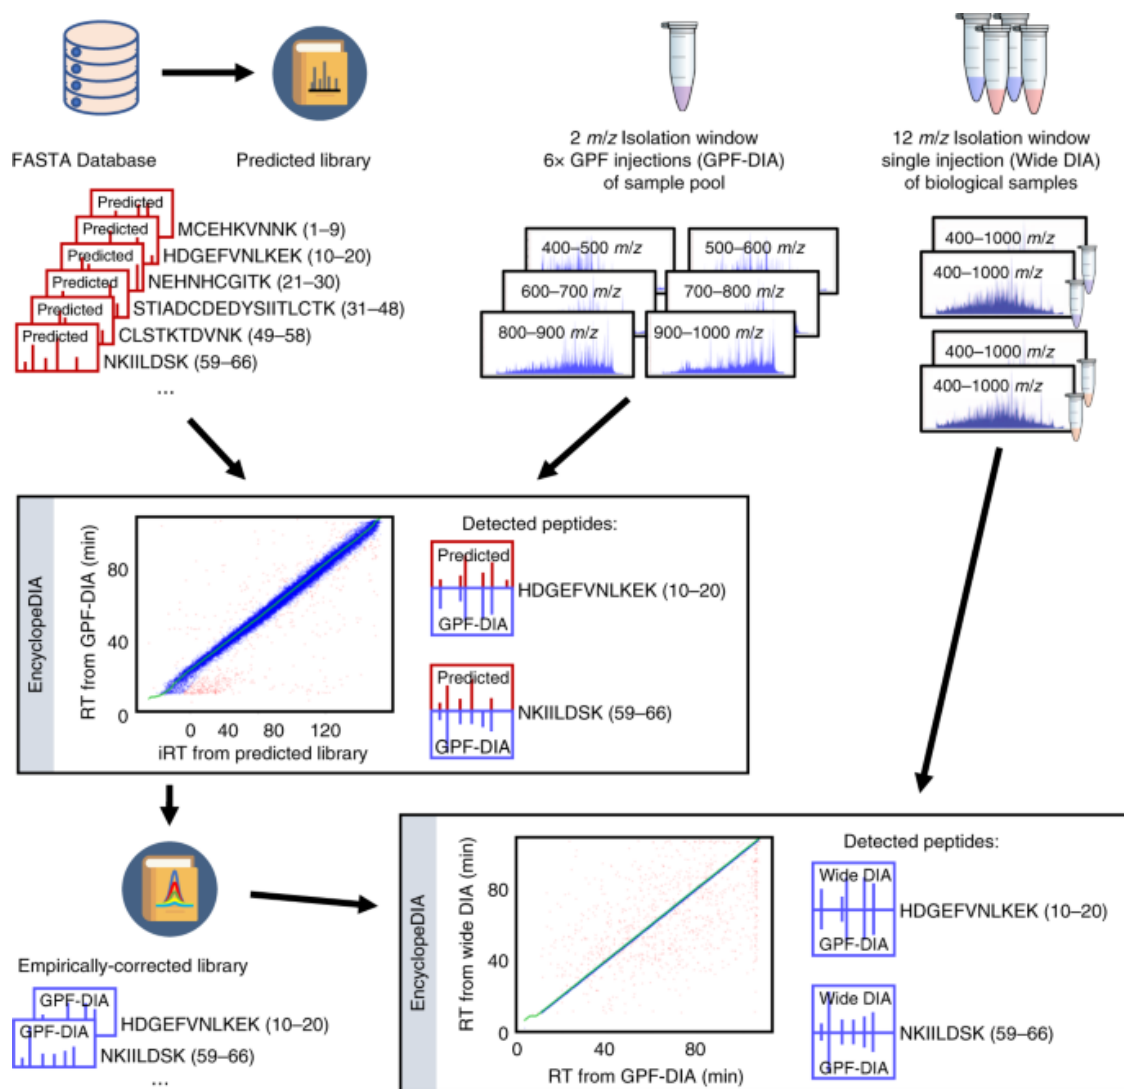 FASTA Database
Predicted library
Predicted
MCEHKVNNK (1–9)
Predicted
HDGEFVNLKEK (10–20)
Predicted
NEHNHCGITK (21–30)
Predicted
STIADCDEDYSIITLCTK (31–48)
Predicted
CLSTKTDVNK (49–58)
Predicted
NKIILDSK (59–66)
...
2 m/z Isolation window
6× GPF injections (GPF-DIA)
of sample pool
400–500 m/z
500–600 m/z
600–700 m/z
700–800 m/z
800–900 m/z
900–1000 m/z
12 m/z Isolation window
single injection (Wide DIA)
of biological samples
400–1000 m/z
400–1000 m/z
400–1000 m/z
400–1000 m/z
EncyclopeDIA
RT from GPF-DIA (min)
80
40
0
0 40 80 120
iRT from predicted library
Detected peptides:
Predicted
HDGEFVNLKEK (10–20)
GPF-DIA
Predicted
NKIILDSK (59–66)
GPF-DIA
Empirically-corrected library
GPF-DIA
HDGEFVNLKEK (10–20)
GPF-DIA
NKIILDSK (59–66)
...
EncyclopeDIA
RT from wide DIA (min)
80
40
0
0 40 80
RT from GPF-DIA (min)
Detected peptides:
Wide DIA
HDGEFVNLKEK (10–20)
GPF-DIA
Wide DIA
NKIILDSK (59–66)
GPF-DIA